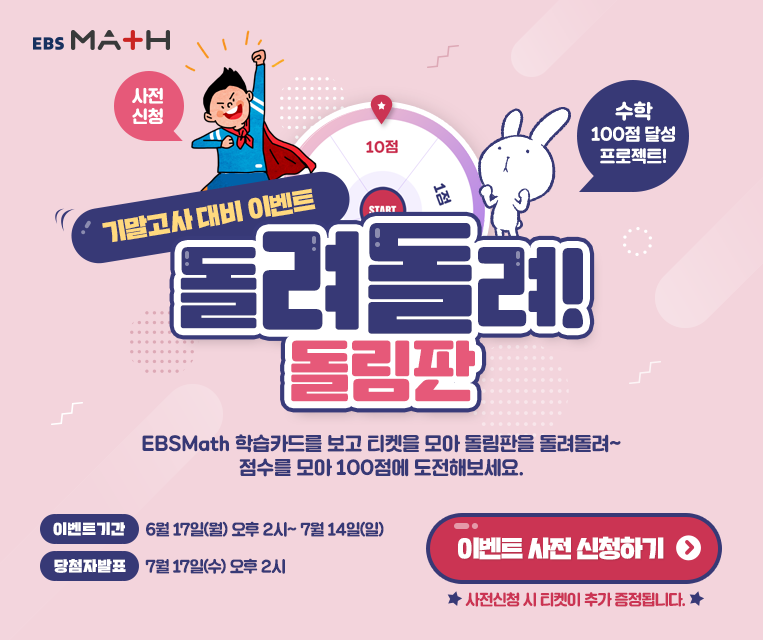 EBS MATH
사전
신청
10점
1점
START
수학
100점 달성
프로젝트!
기말고사 대비 이벤트
돌려돌려!
돌림판
EBSMath 학습카드를 보고 티켓을 모아 돌림판을 돌려돌려~
점수를 모아 100점에 도전해보세요.
이벤트기간 6월 17일(월) 오후 2시~ 7월 14일(일)
당첨자발표 7월 17일(수) 오후 2시
이벤트 사전 신청하기
사전신청 시 티켓이 추가 증정됩니다.